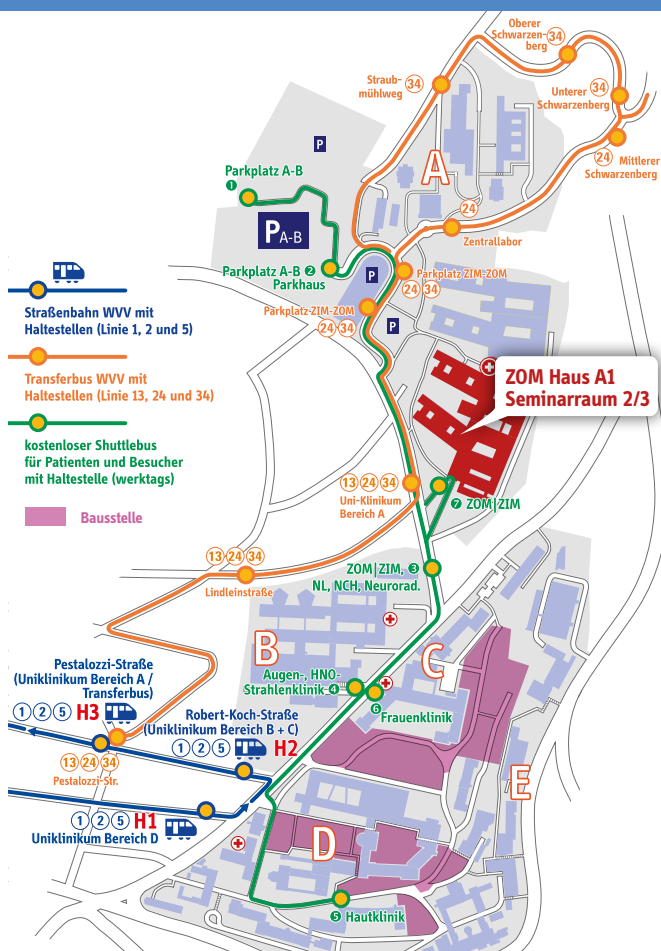 Oberer
Schwarzen-
berg
34
Straub-
mühlweg
34
34
Unterer
Schwarzenberg
24
Mittlerer
Schwarzenberg
P
A
Parkplatz A-B
1
24
Zentrallabor
P A-B
Parkplatz A-B 2
Parkhaus
P
Parkplatz ZIM-ZOM
24 34
Parkplatz ZIM-ZOM
24 34
P
Straßenbahn WVV mit
Haltestellen (Linie 1, 2 und 5)
Transferbus WVV mit
Haltestellen (Linie 13, 24 und 34)
kostenloser Shuttlebus
für Patienten und Besucher
mit Haltestelle (werktags)
Baustelle
ZOM Haus A1
Seminarraum 2/3
13 24 34
Uni-Klinikum
Bereich A
7 ZOM|ZIM
13 24 34
Lindleinstraße
ZOM|ZIM, 3
NL, NCH, Neurorad.
B
C
Augen-, HNO-
Strahlenklinik 4
6
Frauenklinik
Pestalozzi-Straße
(Uniklinikum Bereich A /
Transferbus)
1 2 5 H3
Robert-Koch-Straße
(Uniklinikum Bereich B + C)
1 2 5 H2
13 24 34
Pestalozzi-Str.
E
1 2 5 H1
Uniklinikum Bereich D
D
5 Hautklinik